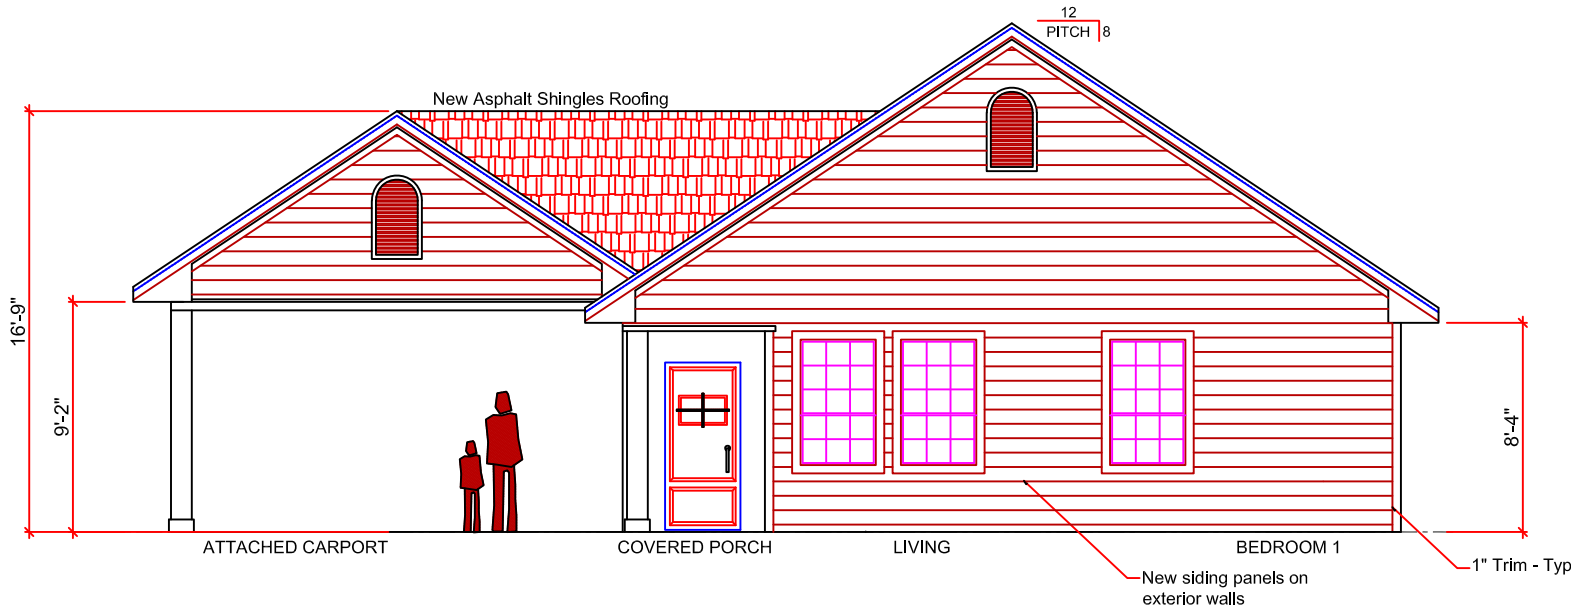 12
PITCH 8
New Asphalt Shingles Roofing
16'-9"
9'-2"
8'-4"
ATTACHED CARPORT
COVERED PORCH
LIVING
BEDROOM 1
1" Trim - Typ
New siding panels on
exterior walls